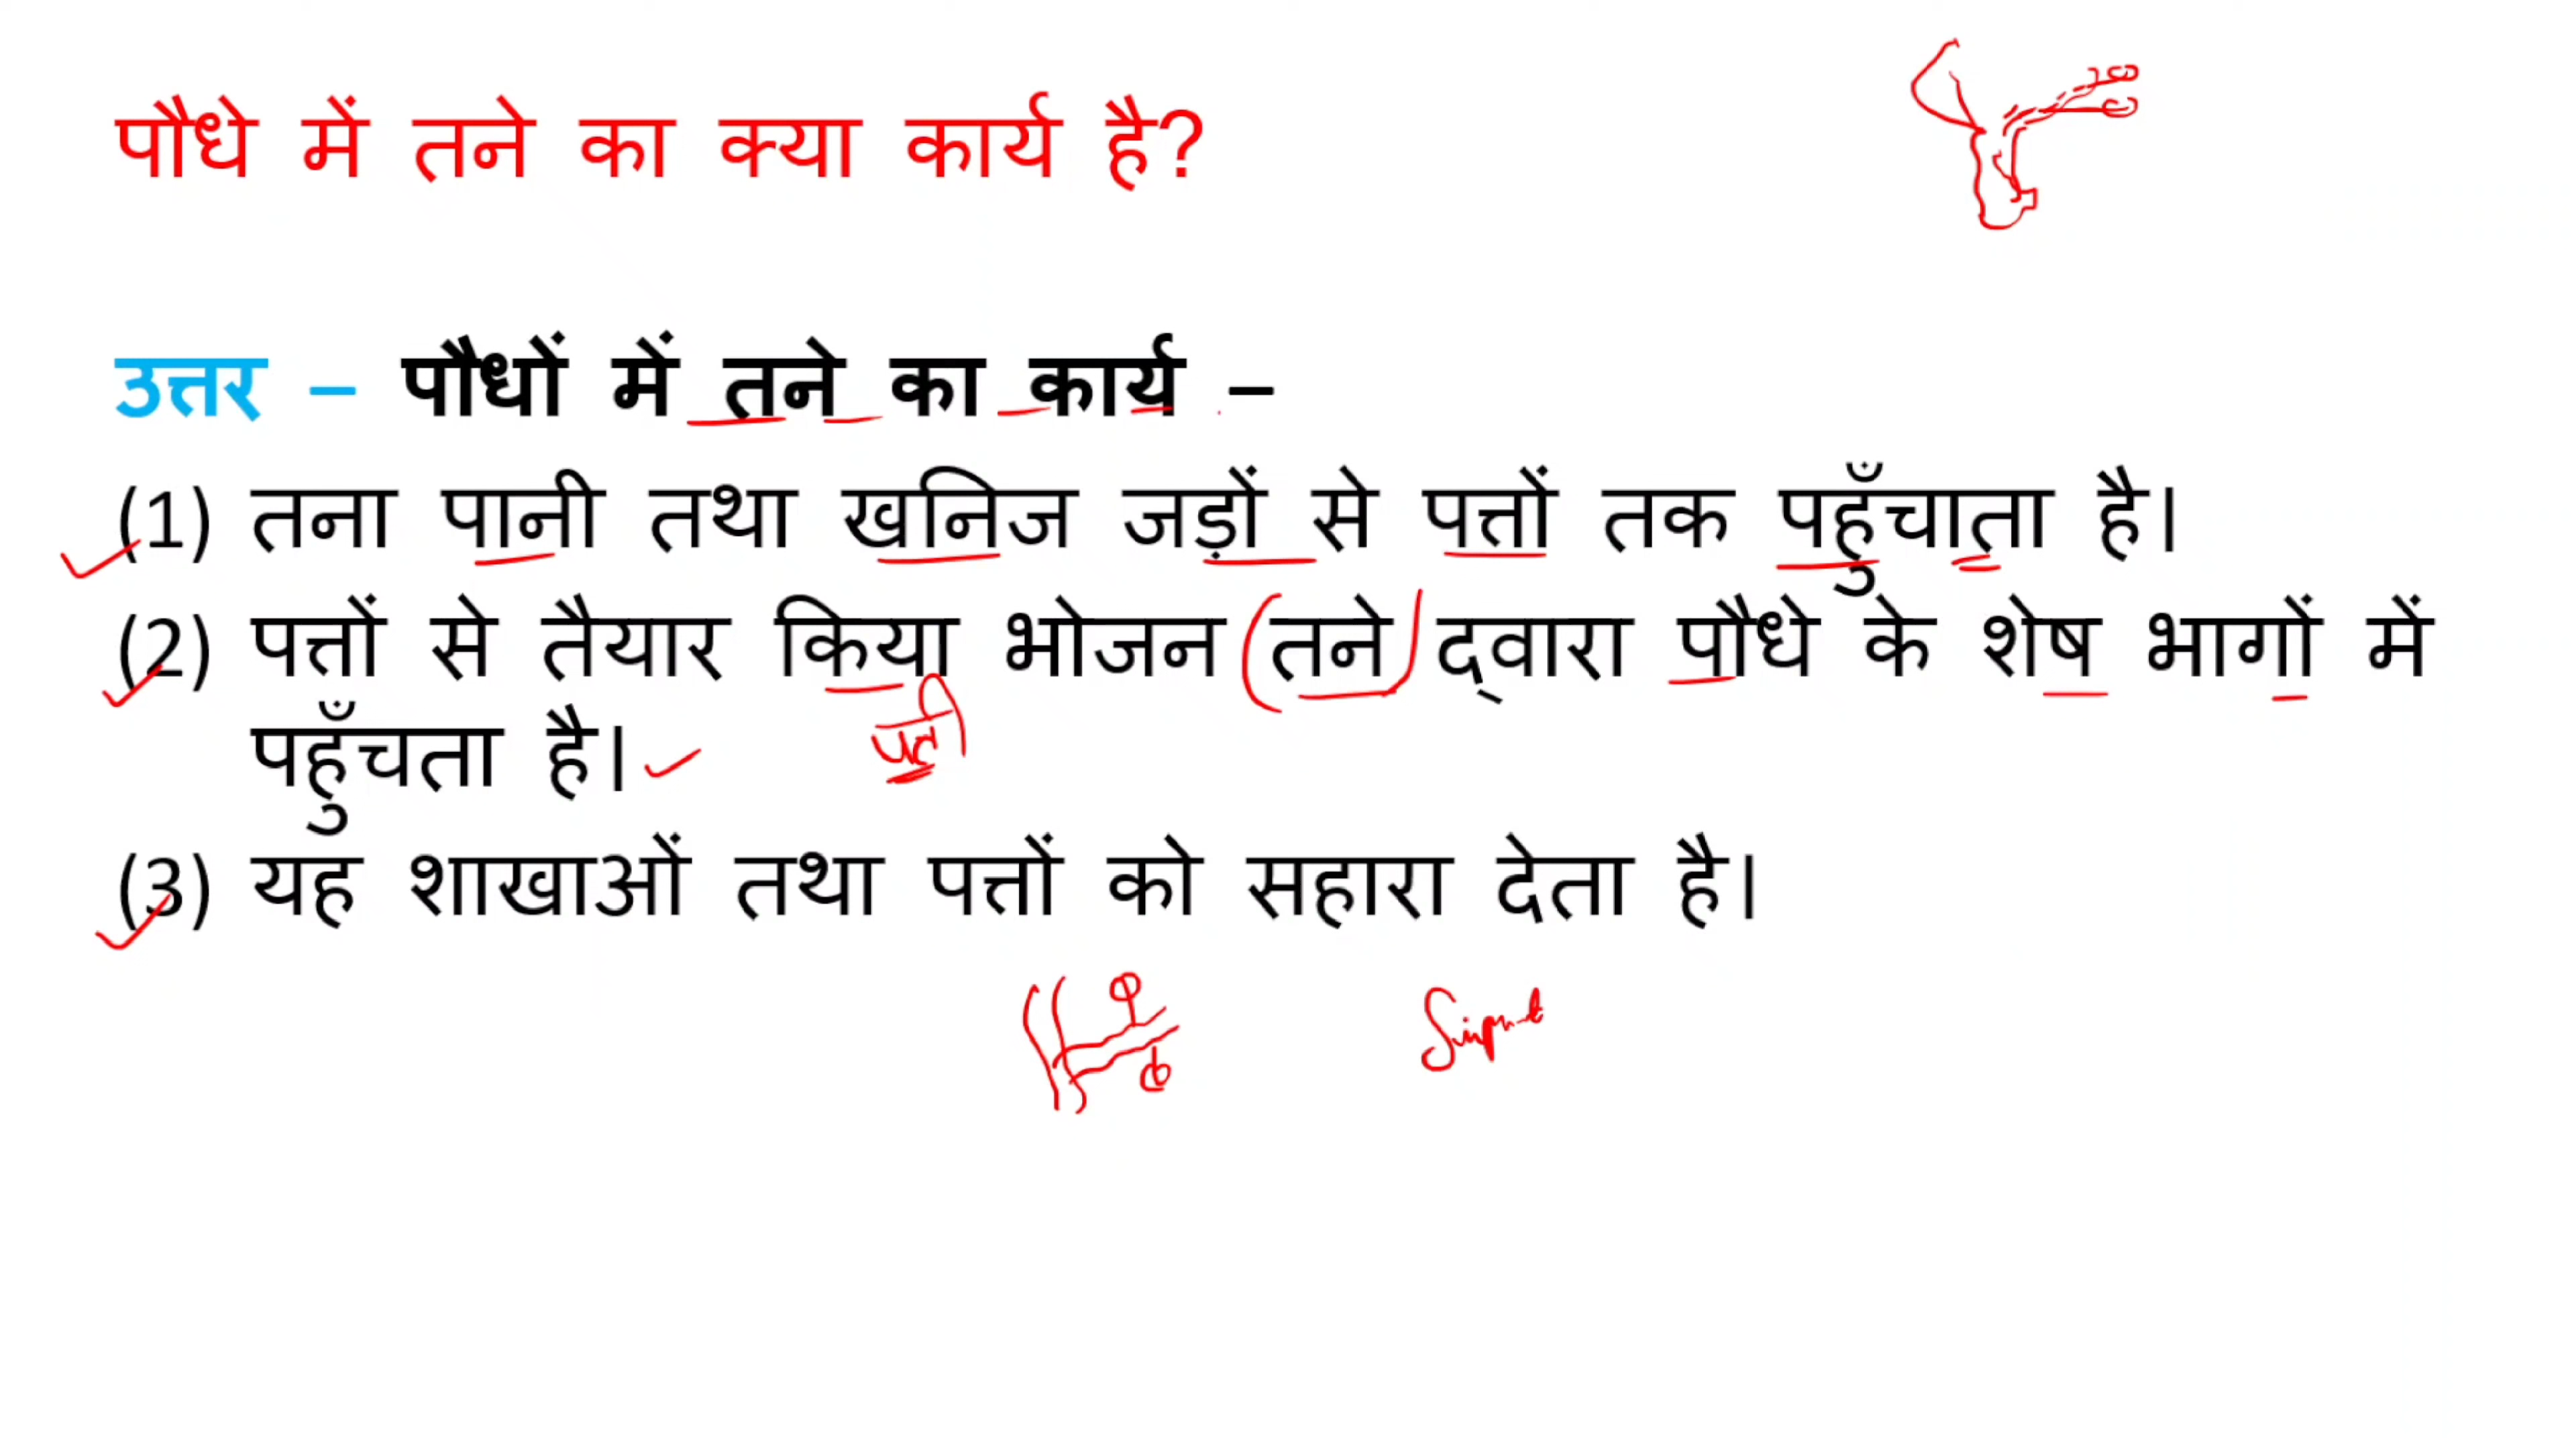 पौधे में तने का क्या कार्य है?
उत्तर – पौधों में तने का कार्य –
(1) तना पानी तथा खनिज जड़ों से पत्तों तक पहुँचाता है।
(2) पत्तों से तैयार किया भोजन (तने) द्वारा पौधे के शेष भागों में
पहुँचता है।
(3) यह शाखाओं तथा पत्तों को सहारा देता है।